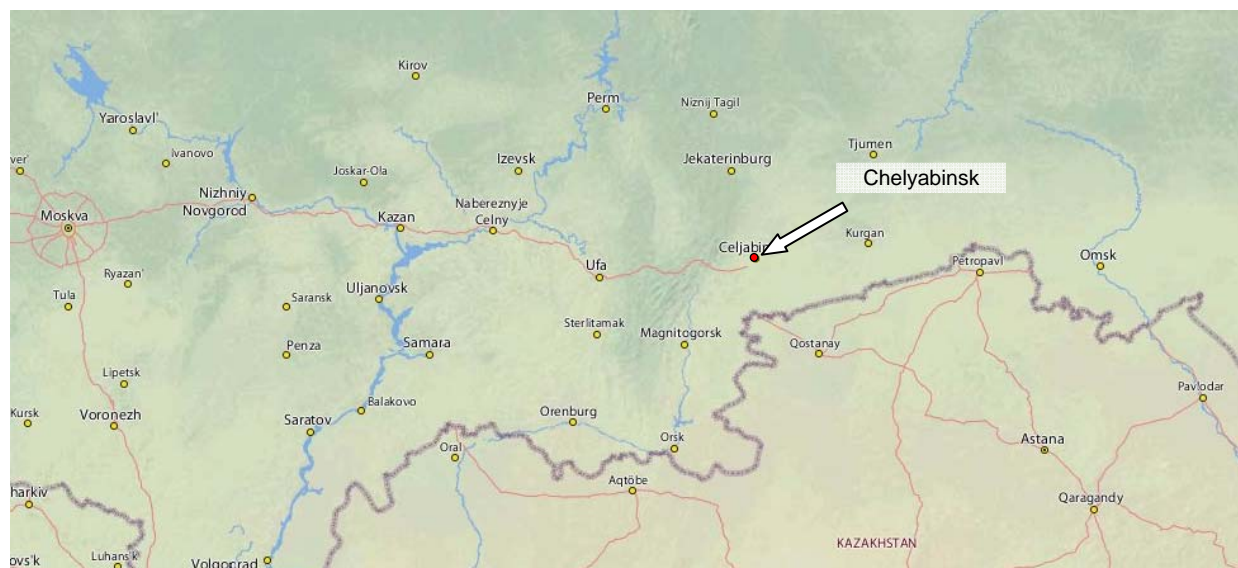 Kirov
Perm
Niznij Tagil
Yaroslavl'
Ivanovo
Tjumen
ver'
Joskar-Ola
Izevsk
Jekaterinburg
Chelyabinsk
Nizhniy
Novgorod
Nabereznyje
Celny
Moskva
Kazan
Kurgan
Celjabin
Petropavl
Omsk
Ufa
Ryazan'
Tula
Saransk
Uljanovsk
Sterlitamak
Magnitogorsk
Penza
Samara
Qostanay
Lipetsk
Pavlodar
Balakovo
Kursk
Voronezh
Saratov
Orenburg
Orsk
Astana
Oral
Aqtöbe
harkiv
Qaragandy
KAZAKHSTAN
ovs'k
Luhans'k
Volgograd